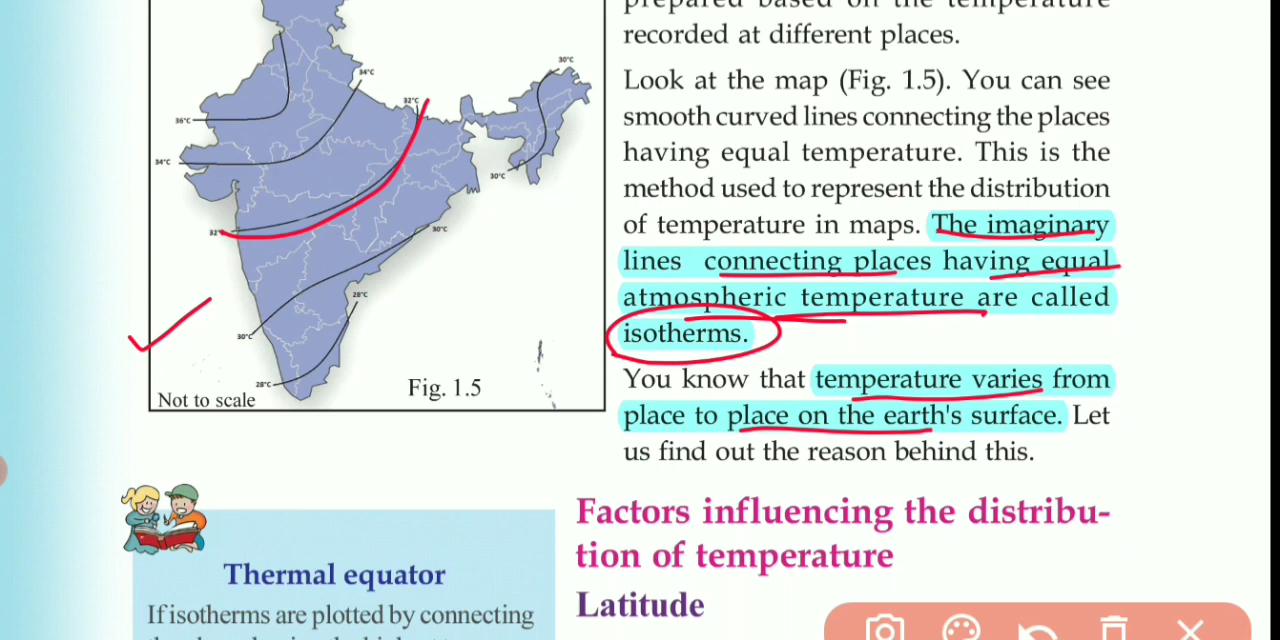 prepared based on the temperature
recorded at different places.
Look at the map (Fig. 1.5). You can see
smooth curved lines connecting the places
having equal temperature. This is the
method used to represent the distribution
of temperature in maps. The imaginary
lines connecting places having equal
atmospheric temperature are called
isotherms.
You know that temperature varies from
place to place on the earth's surface. Let
us find out the reason behind this.
Factors influencing the distribu-
tion of temperature
Latitude
30°C
34°C
32°C
36°C
34°C
30°C
32°
30°C
28°C
30°C
28°C
Fig. 1.5
Not to scale
Thermal equator
If isotherms are plotted by connecting